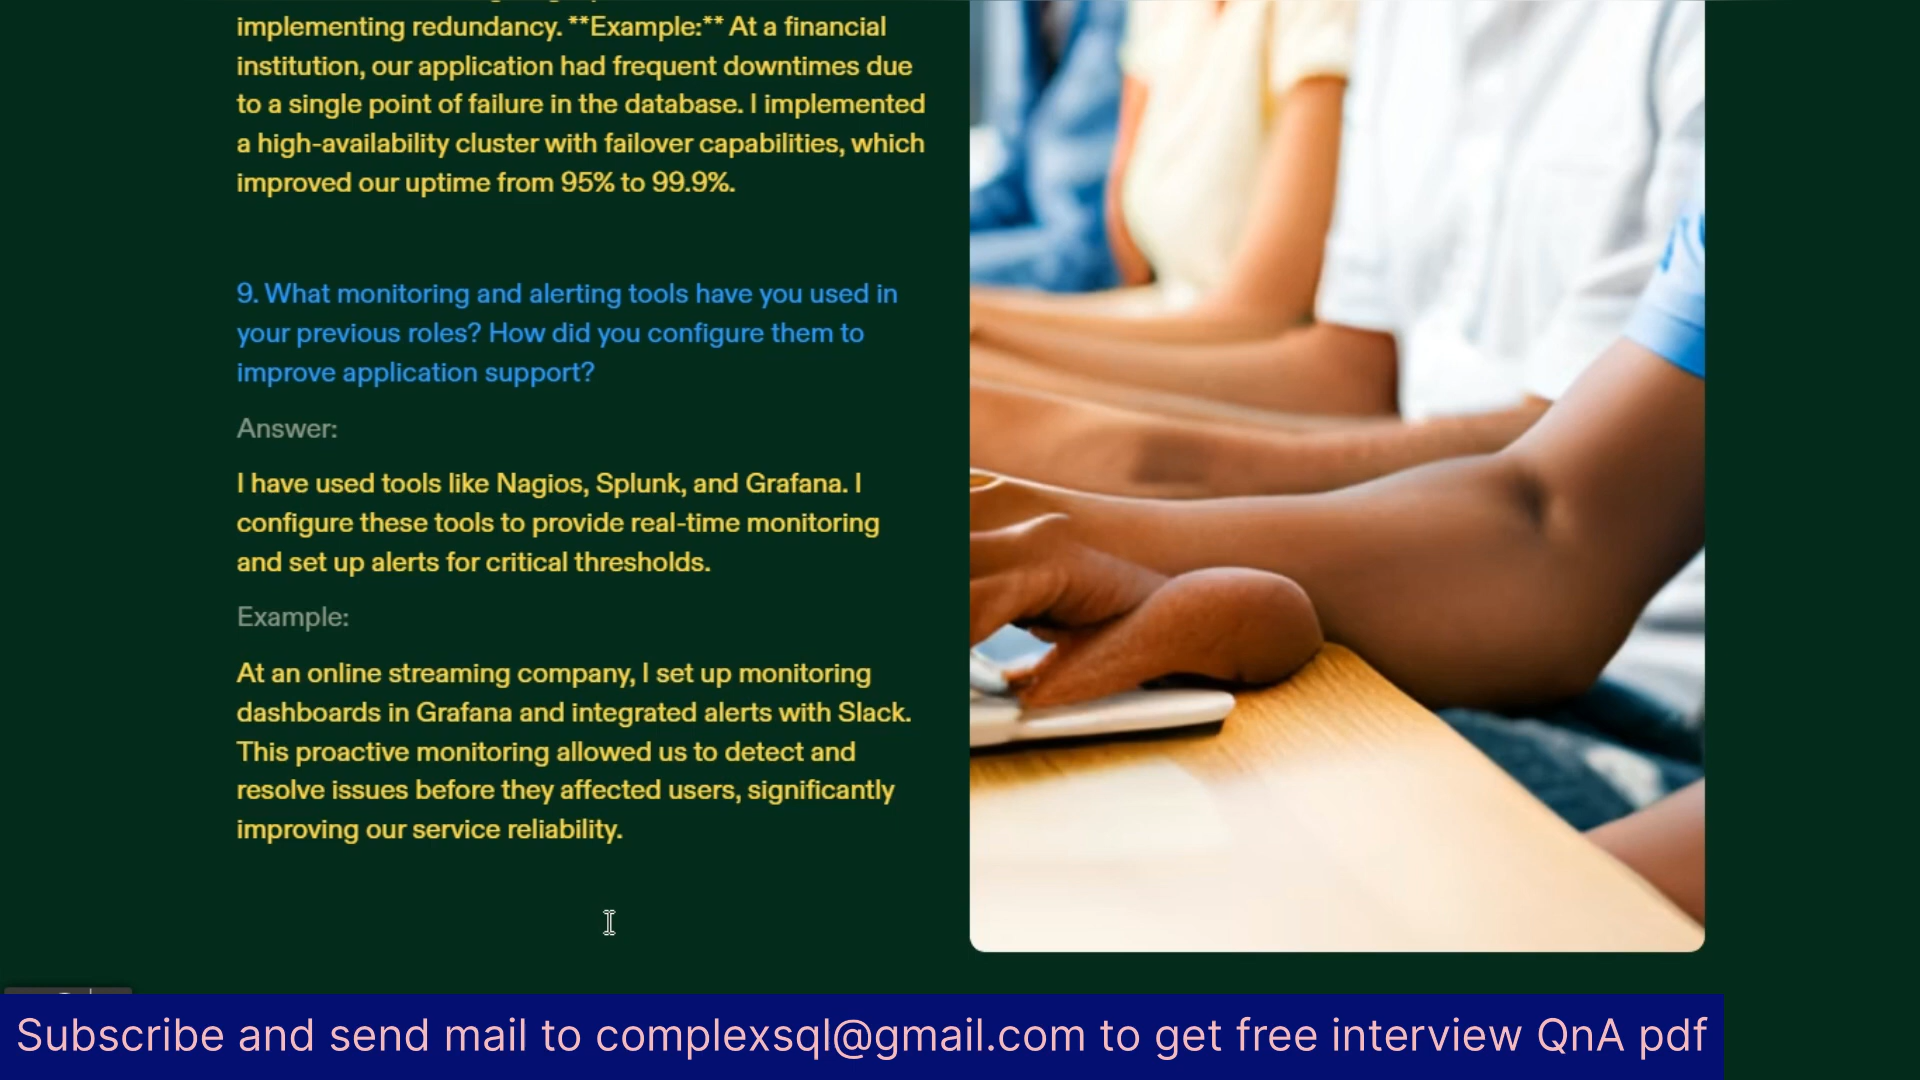 implementing redundancy. **Example:** At a financial
institution, our application had frequent downtimes due
to a single point of failure in the database. I implemented
a high-availability cluster with failover capabilities, which
improved our uptime from 95% to 99.9%.
9. What monitoring and alerting tools have you used in
your previous roles? How did you configure them to
improve application support?
Answer:
I have used tools like Nagios, Splunk, and Grafana. I
configure these tools to provide real-time monitoring
and set up alerts for critical thresholds.
Example:
At an online streaming company, I set up monitoring
dashboards in Grafana and integrated alerts with Slack.
This proactive monitoring allowed us to detect and
resolve issues before they affected users, significantly
improving our service reliability.
Subscribe and send mail to complexsql@gmail.com to get free interview QnA pdf